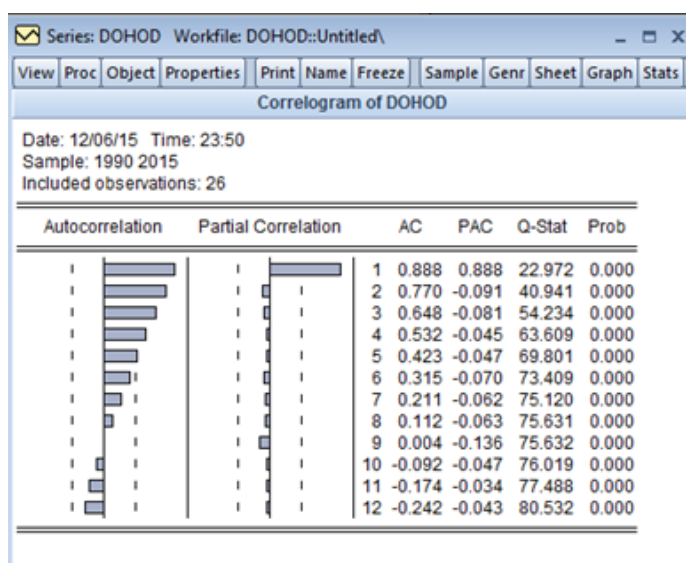 Series: DOHOD Workfile: DOHOD::Untitled\
View Proc Object Properties Print Name Freeze Sample Genr Sheet Graph Stats
Correlogram of DOHOD
Date: 12/06/15 Time: 23:50
Sample: 1990 2015
Included observations: 26
Autocorrelation Partial Correlation AC PAC Q-Stat Prob
1 0.888 0.888 22.972 0.000
2 0.770 -0.091 40.941 0.000
3 0.648 -0.081 54.234 0.000
4 0.532 -0.045 63.609 0.000
5 0.423 -0.047 69.801 0.000
6 0.315 -0.070 73.409 0.000
7 0.211 -0.062 75.120 0.000
8 0.112 -0.063 75.631 0.000
9 0.004 -0.136 75.632 0.000
10 -0.092 -0.047 76.019 0.000
11 -0.174 -0.034 77.488 0.000
12 -0.242 -0.043 80.532 0.000